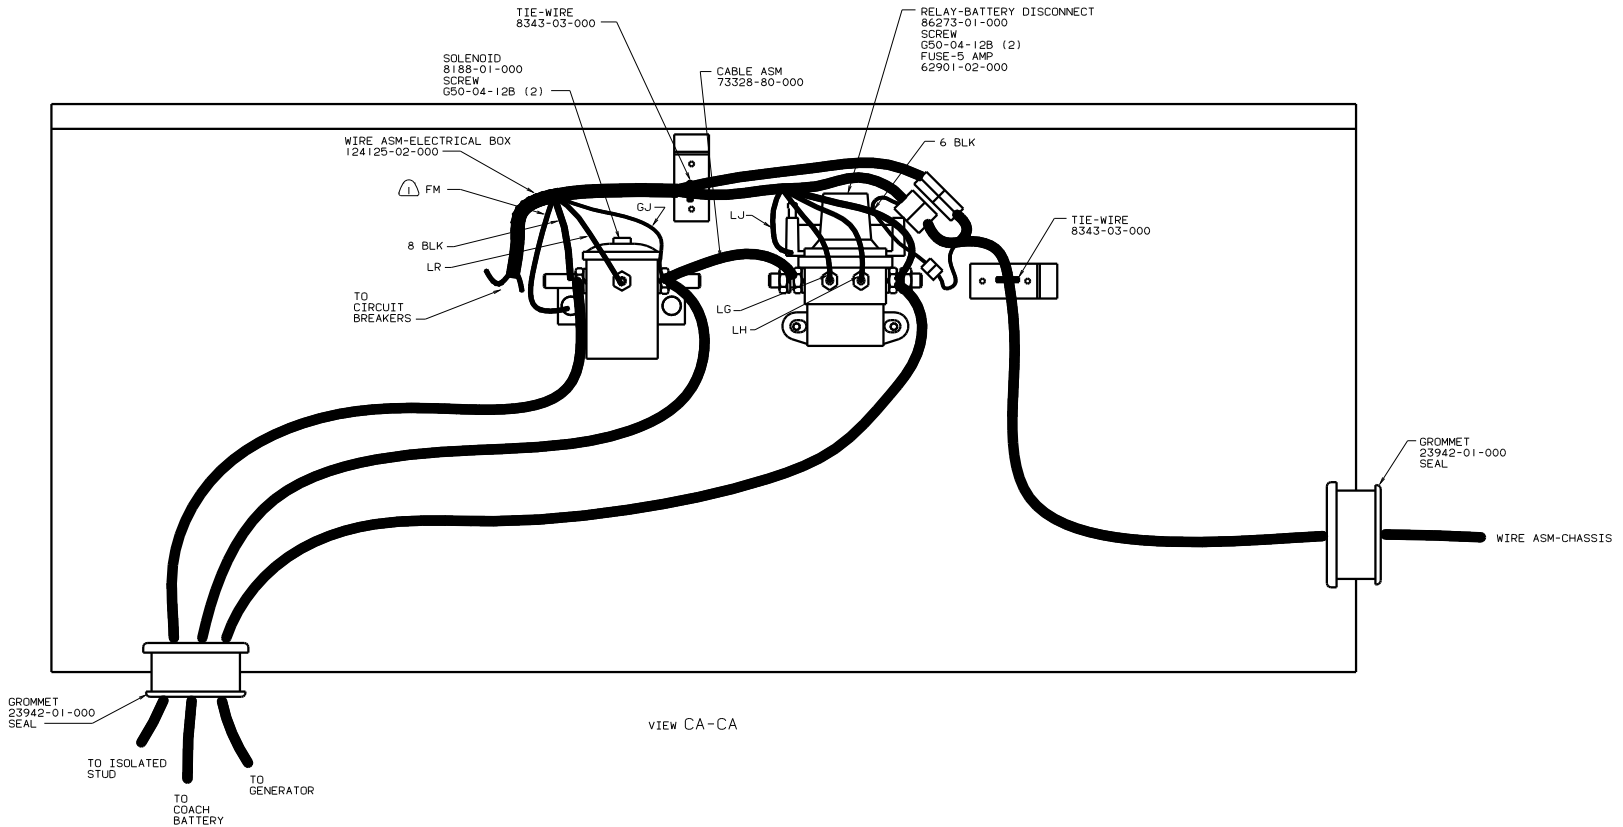 TIE-WIRE
8343-03-000
RELAY-BATTERY DISCONNECT
86273-01-000
SCREW
G50-04-12B (2)
FUSE-5 AMP
62901-02-000
SOLENOID
8188-01-000
SCREW
G50-04-12B (2)
CABLE ASM
73328-80-000
WIRE ASM-ELECTRICAL BOX
124125-02-000
6 BLK
1 FM
GJ
LJ
8 BLK
LR
TIE-WIRE
8343-03-000
TO
CIRCUIT
BREAKERS
LG
LH
GROMMET
23942-01-000
SEAL
WIRE ASM-CHASSIS
GROMMET
23942-01-000
SEAL
VIEW CA-CA
TO ISOLATED
STUD
TO
COACH
BATTERY
TO
GENERATOR